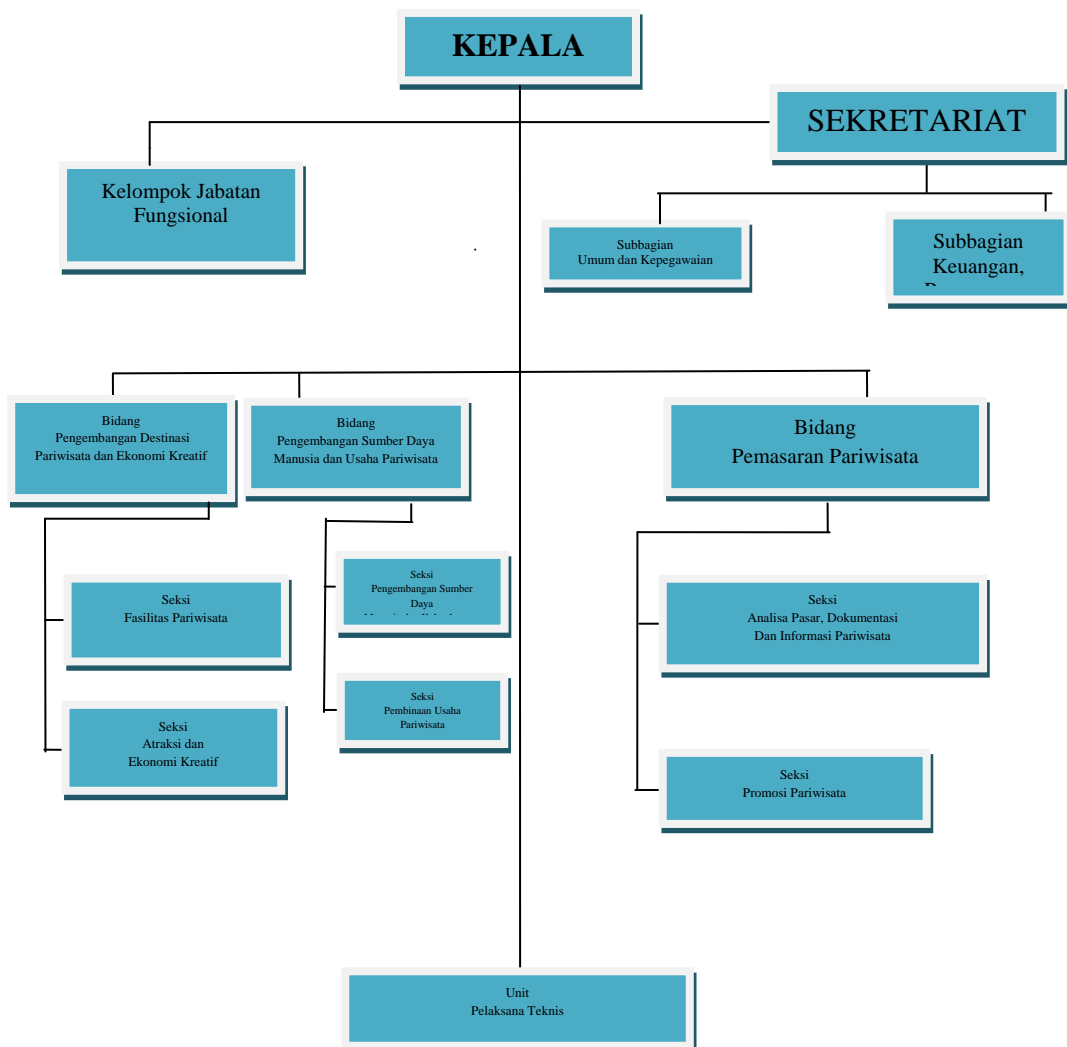 KEPALA
SEKRETARIAT
Kelompok Jabatan
Fungsional
Subbagian
Umum dan Kepegawaian
Subbagian
Keuangan,
Bidang
Pengembangan Destinasi
Pariwisata dan Ekonomi Kreatif
Bidang
Pengembangan Sumber Daya
Manusia dan Usaha Pariwisata
Bidang
Pemasaran Pariwisata
Seksi
Fasilitas Pariwisata
Seksi
Pengembangan Sumber
Daya
Seksi
Analisa Pasar, Dokumentasi
Dan Informasi Pariwisata
Seksi
Atraksi dan
Ekonomi Kreatif
Seksi
Pembinaan Usaha
Pariwisata
Seksi
Promosi Pariwisata
Unit
Pelaksana Teknis